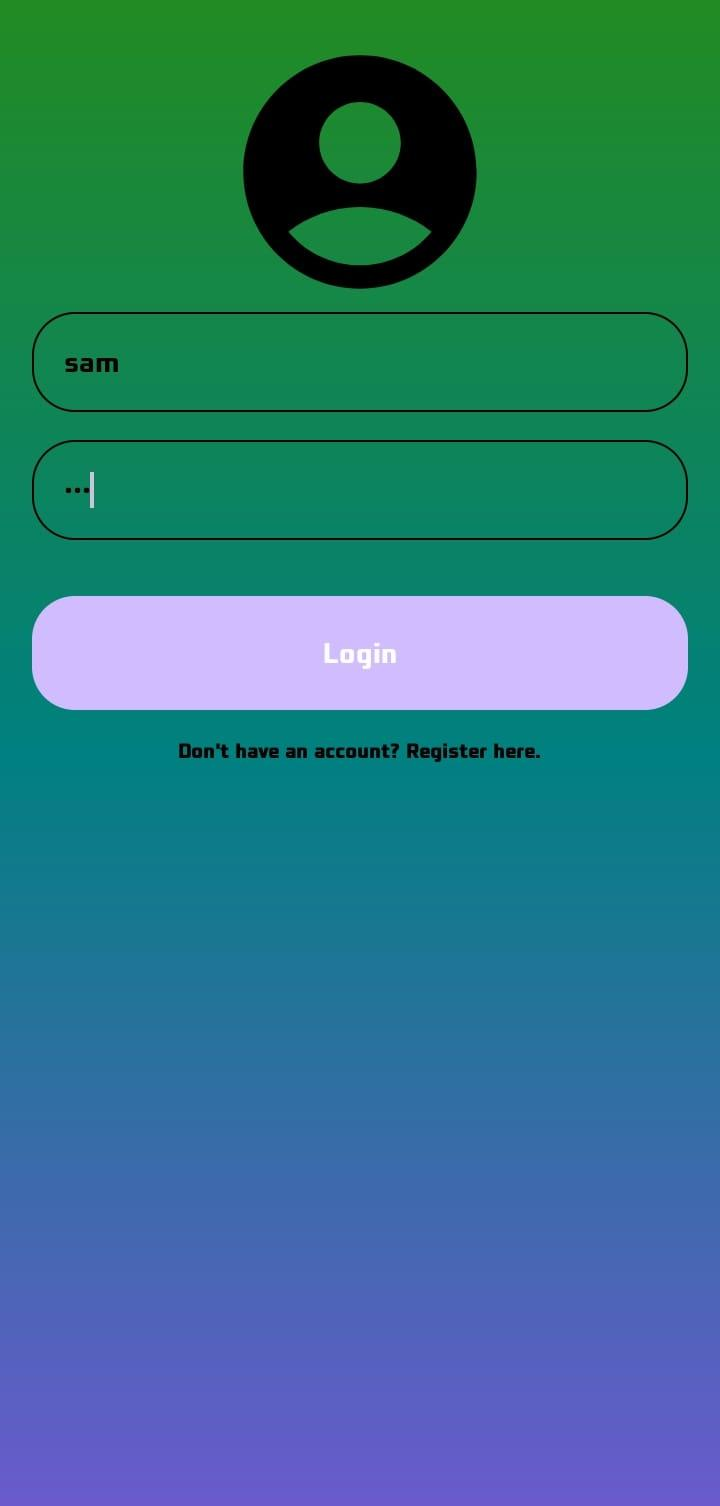 sam
•••
Login
Don't have an account? Register here.